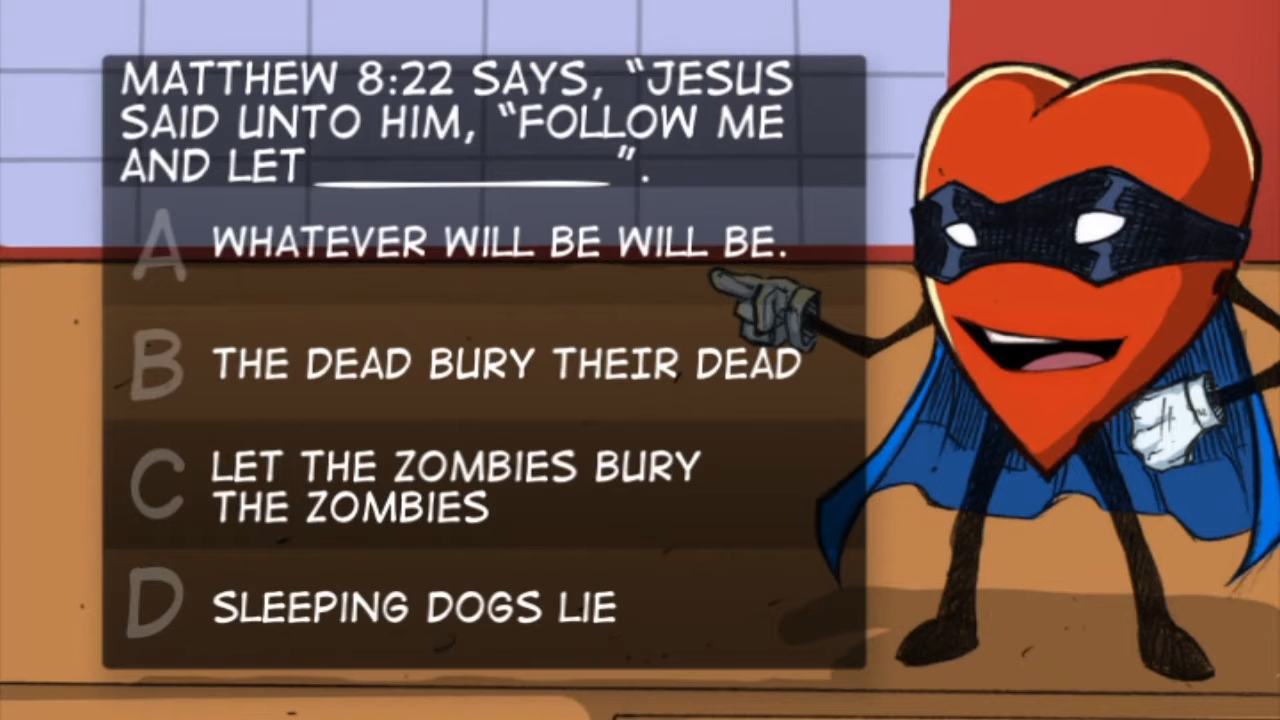 MATTHEW 8:22 SAYS, “JESUS
SAID UNTO HIM, “FOLLOW ME
AND LET ____________”.
A WHATEVER WILL BE WILL BE.
B THE DEAD BURY THEIR DEAD
C LET THE ZOMBIES BURY
THE ZOMBIES
D SLEEPING DOGS LIE